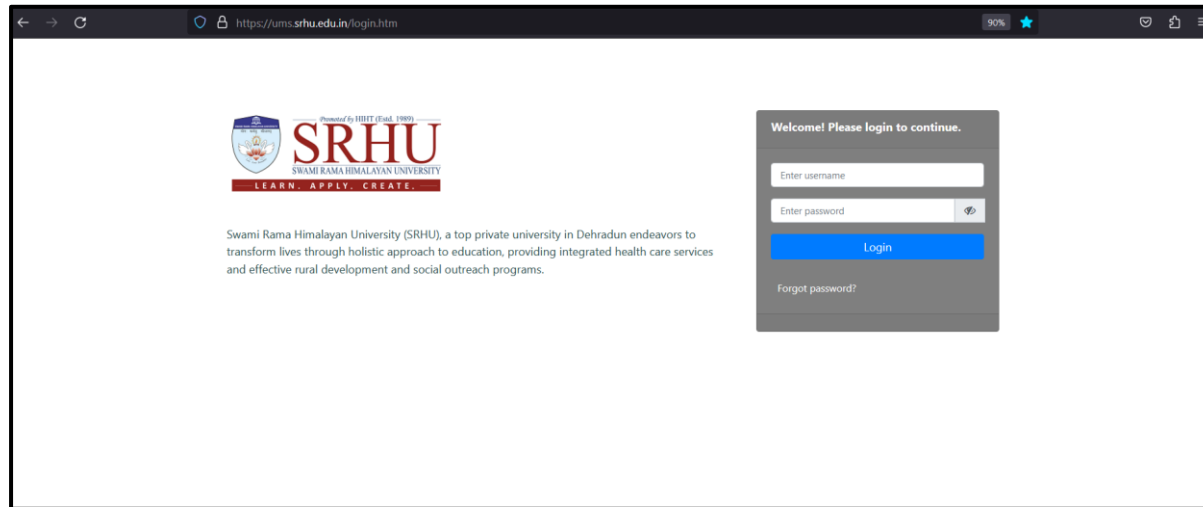 https://ums.srhu.edu.in/login.htm
90%
Promoted by HIHT (Estd. 1989)
SRHU
SWAMI RAMA HIMALAYAN UNIVERSITY
LEARN. APPLY. CREATE.
Swami Rama Himalayan University (SRHU), a top private university in Dehradun endeavors to
transform lives through holistic approach to education, providing integrated health care services
and effective rural development and social outreach programs.
Welcome! Please login to continue.
Enter username
Enter password
Login
Forgot password?